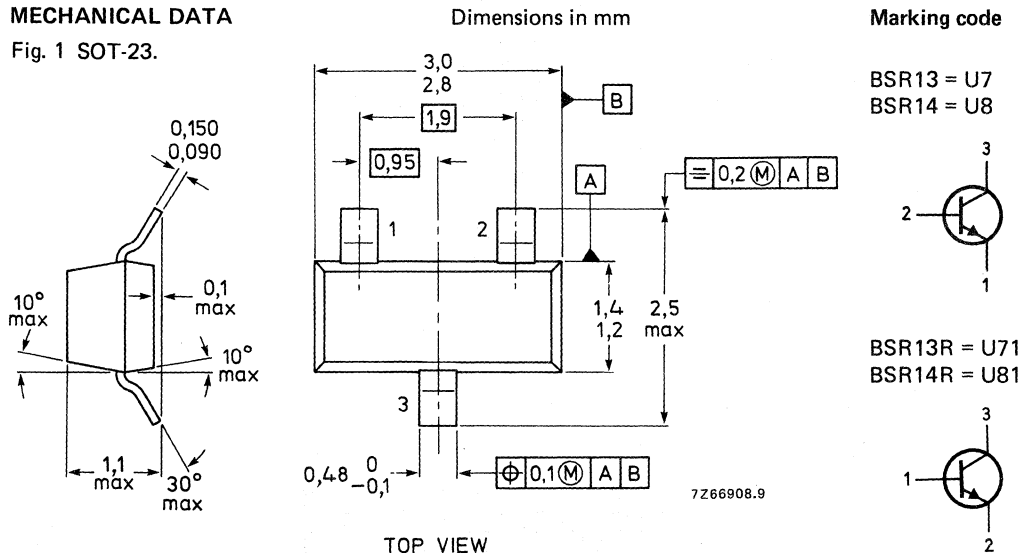 MECHANICAL DATA
Dimensions in mm
Marking code
Fig. 1 SOT-23.
3,0
2,8
B
1,9
0,150
0,090
0,95
A
≡ 0,2 Ⓜ A B
BSR13 = U7
BSR14 = U8
3
2
1
1
2
10°
max
0,1
max
10°
max
1,4
1,2
2,5
max
3
1,1
max
30°
max
0,48 0
−0,1
⌖ 0,1 Ⓜ A B
7Z66908.9
TOP VIEW
BSR13R = U71
BSR14R = U81
3
1
2